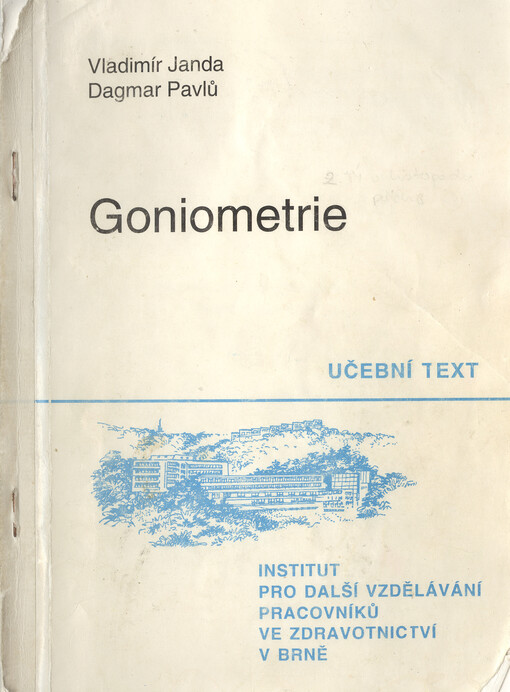 Vladimír Janda
Dagmar Pavlů
Goniometrie
UČEBNÍ TEXT
INSTITUT
PRO DALŠÍ VZDĚLÁVÁNÍ
PRACOVNÍKŮ
VE ZDRAVOTNICTVÍ
V BRNĚ